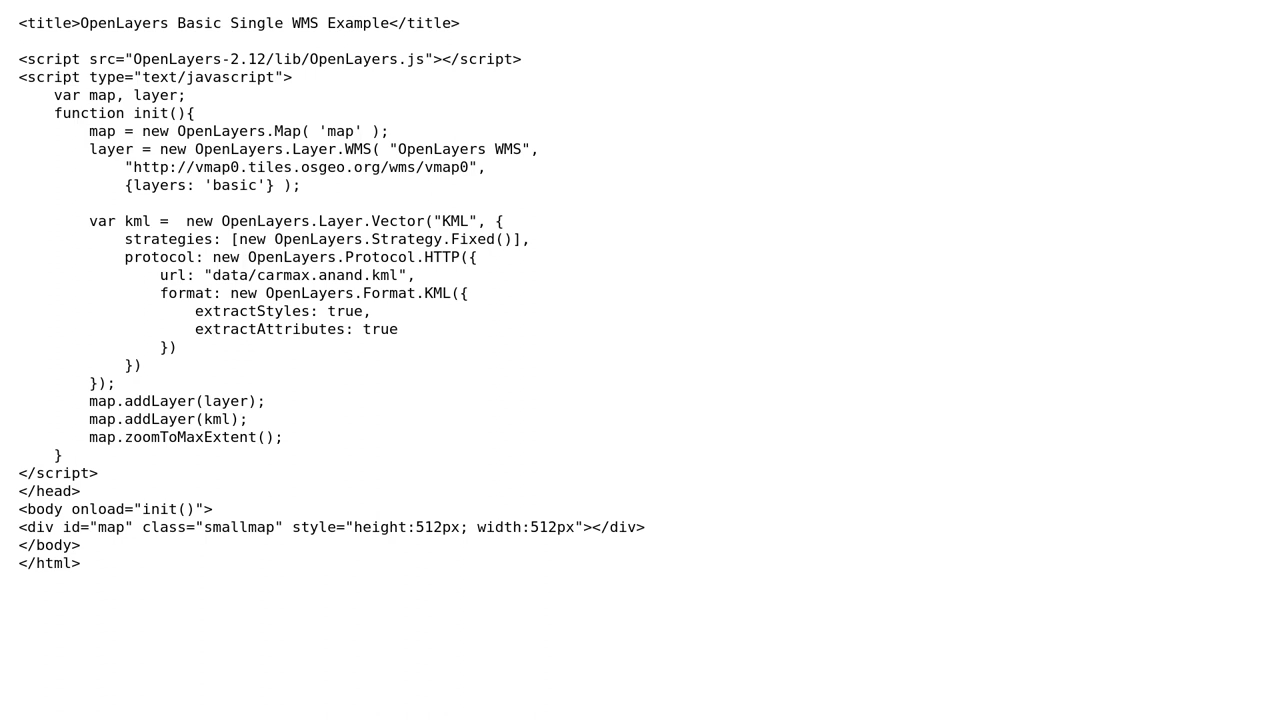 <title>OpenLayers Basic Single WMS Example</title>

<script src="OpenLayers-2.12/lib/OpenLayers.js"></script>
<script type="text/javascript">
    var map, layer;
    function init(){
        map = new OpenLayers.Map( 'map' );
        layer = new OpenLayers.Layer.WMS( "OpenLayers WMS",
            "http://vmap0.tiles.osgeo.org/wms/vmap0",
            {layers: 'basic'} );

        var kml =  new OpenLayers.Layer.Vector("KML", {
            strategies: [new OpenLayers.Strategy.Fixed()],
            protocol: new OpenLayers.Protocol.HTTP({
                url: "data/carmax.anand.kml",
                format: new OpenLayers.Format.KML({
                    extractStyles: true,
                    extractAttributes: true
                })
            })
        });
        map.addLayer(layer);
        map.addLayer(kml);
        map.zoomToMaxExtent();
    }
</script>
</head>
<body onload="init()">
<div id="map" class="smallmap" style="height:512px; width:512px"></div>
</body>
</html>